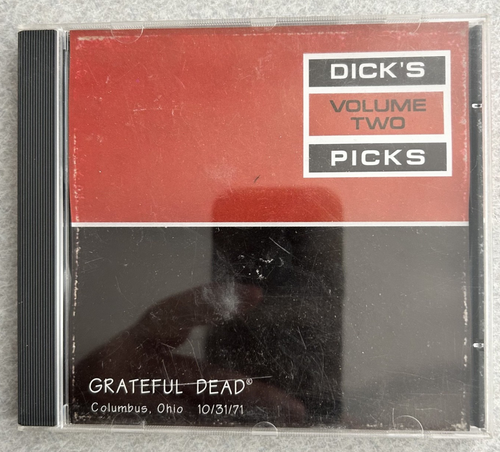 DICK'S
VOLUME
TWO
PICKS
GRATEFUL DEAD®
Columbus, Ohio 10/31/71